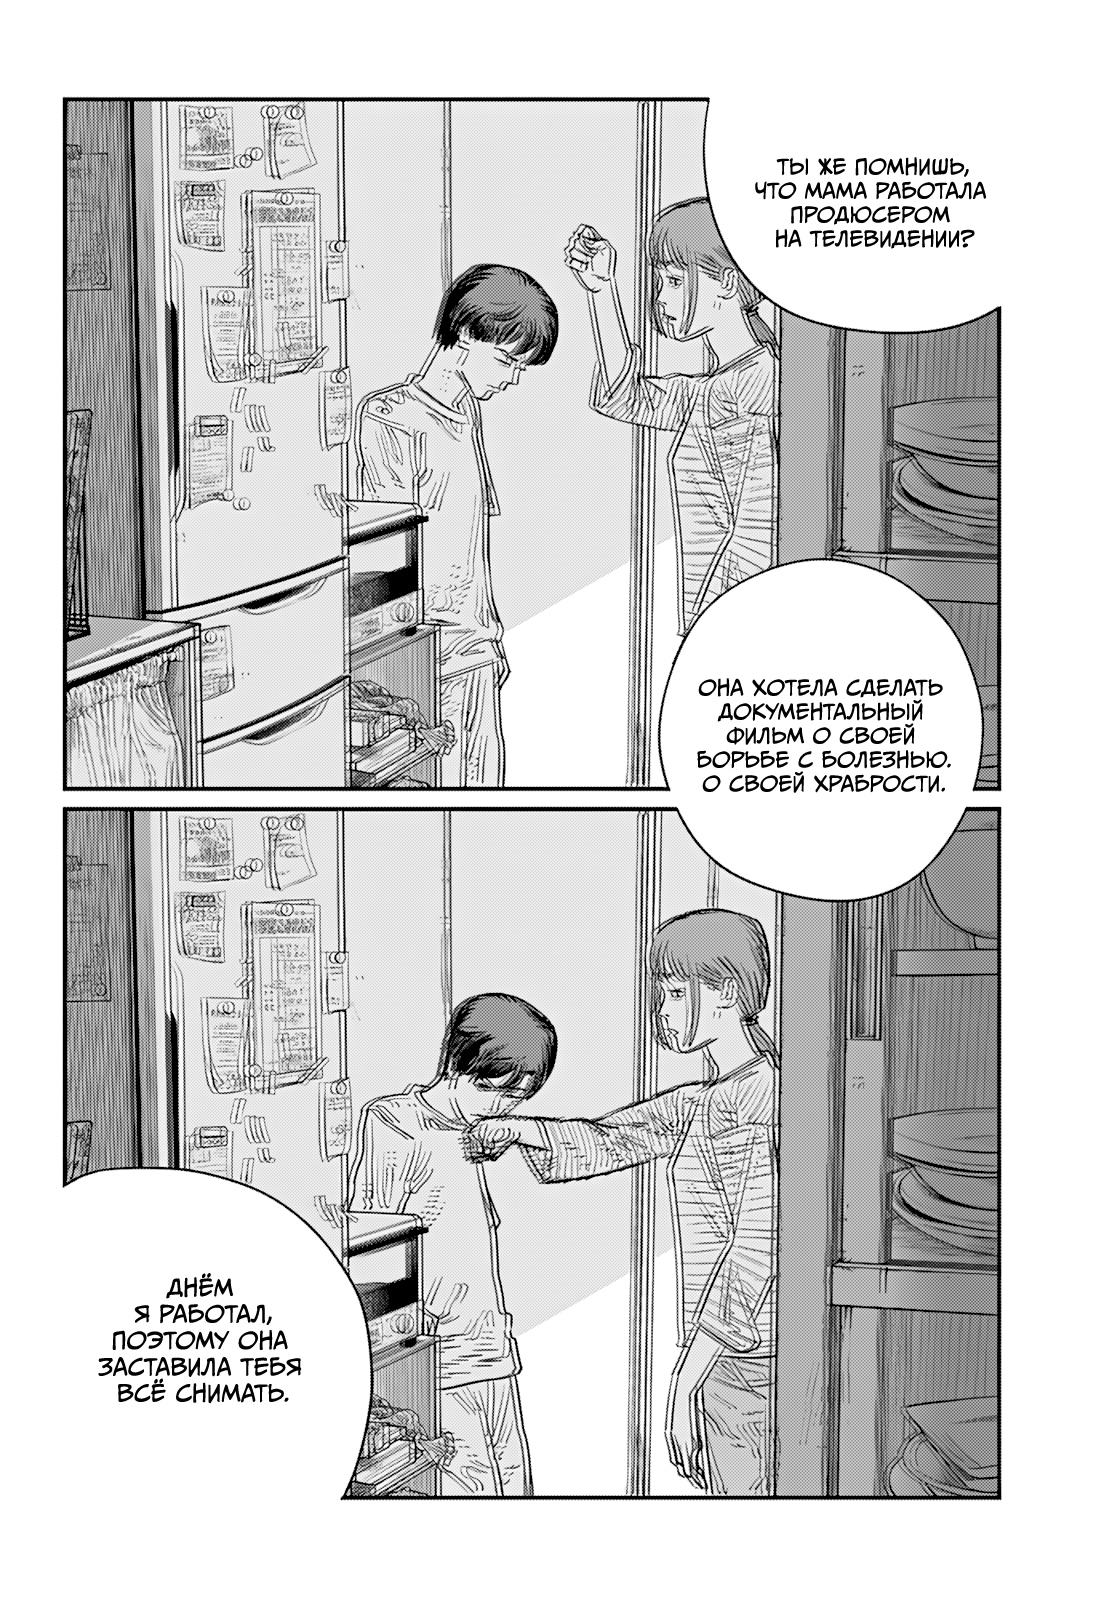 ТЫ ЖЕ ПОМНИШЬ,
ЧТО МАМА РАБОТАЛА
ПРОДЮСЕРОМ
НА ТЕЛЕВИДЕНИИ?
ОНА ХОТЕЛА СДЕЛАТЬ
ДОКУМЕНТАЛЬНЫЙ
ФИЛЬМ О СВОЕЙ
БОРЬБЕ С БОЛЕЗНЬЮ.
О СВОЕЙ ХРАБРОСТИ.
ДНЁМ
Я РАБОТАЛ,
ПОЭТОМУ ОНА
ЗАСТАВИЛА ТЕБЯ
ВСЁ СНИМАТЬ.